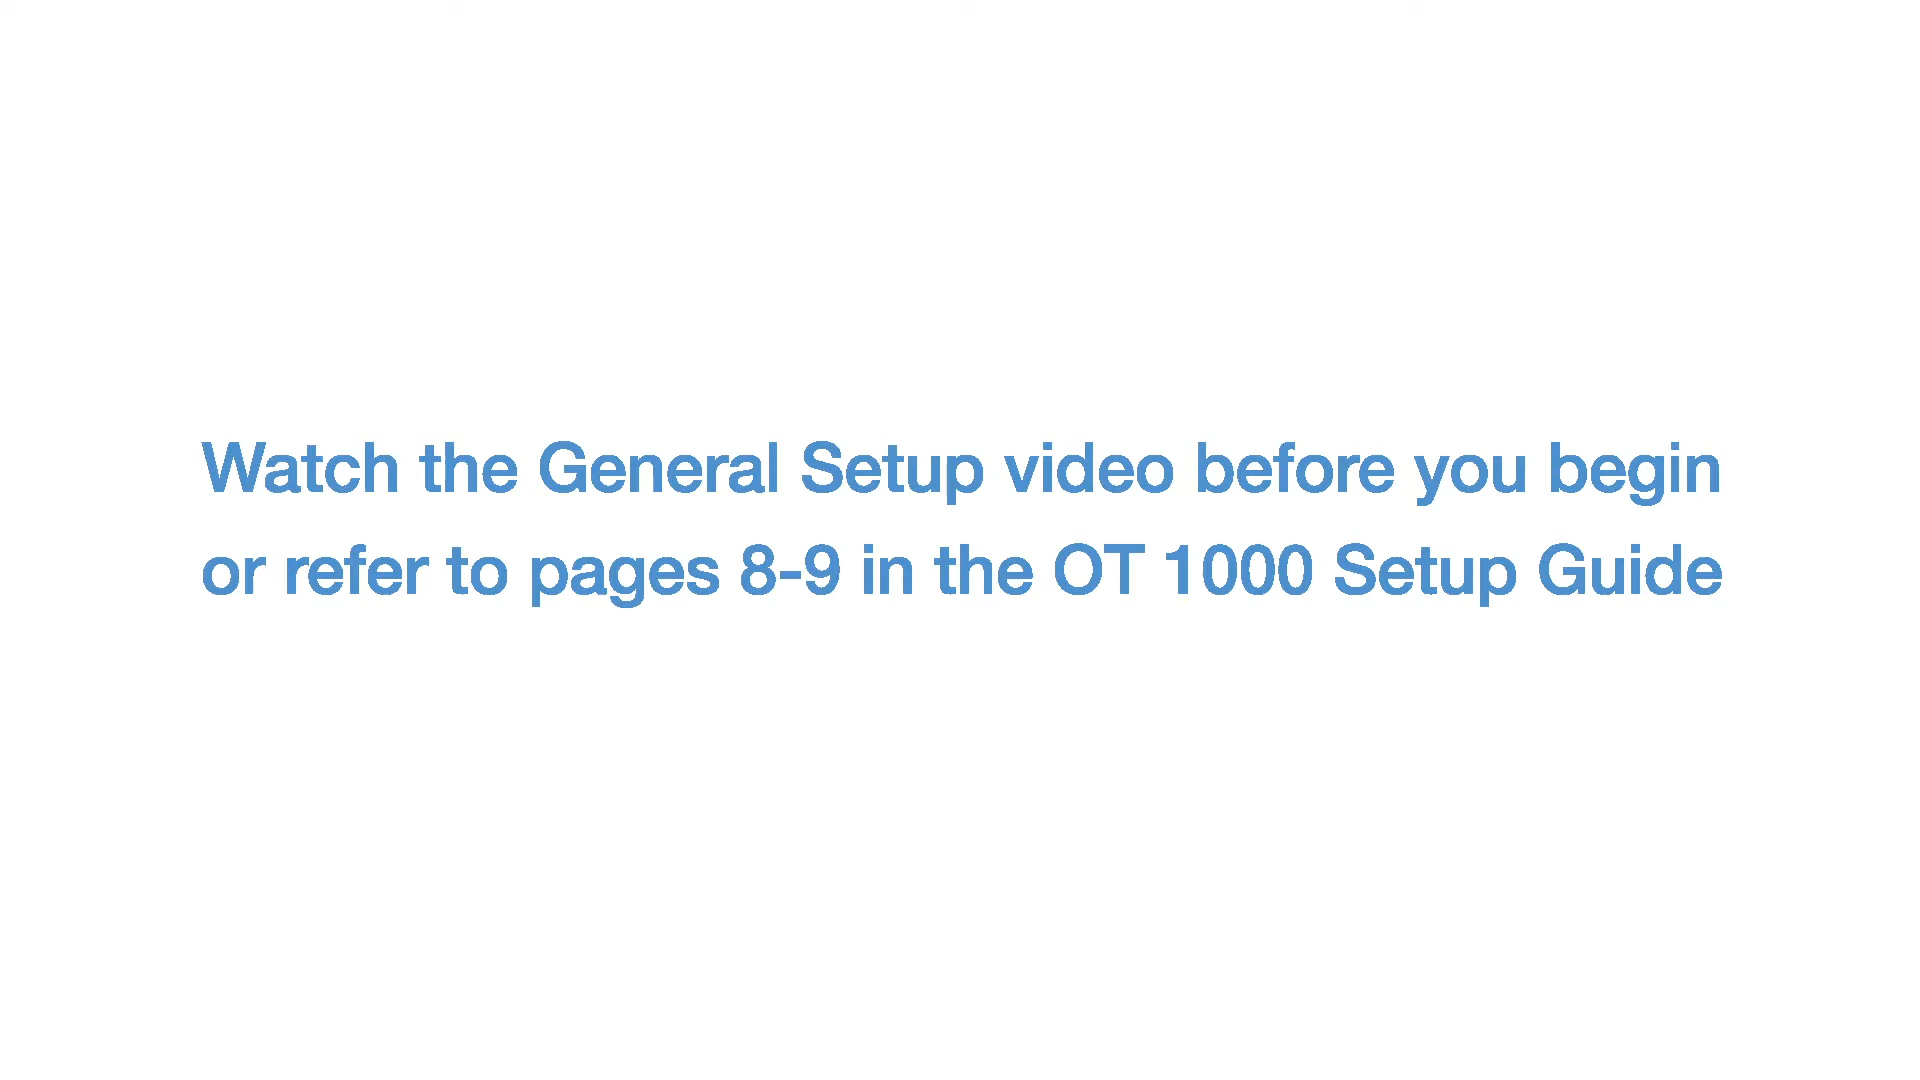 Watch the General Setup video before you begin
or refer to pages 8-9 in the OT 1000 Setup Guide